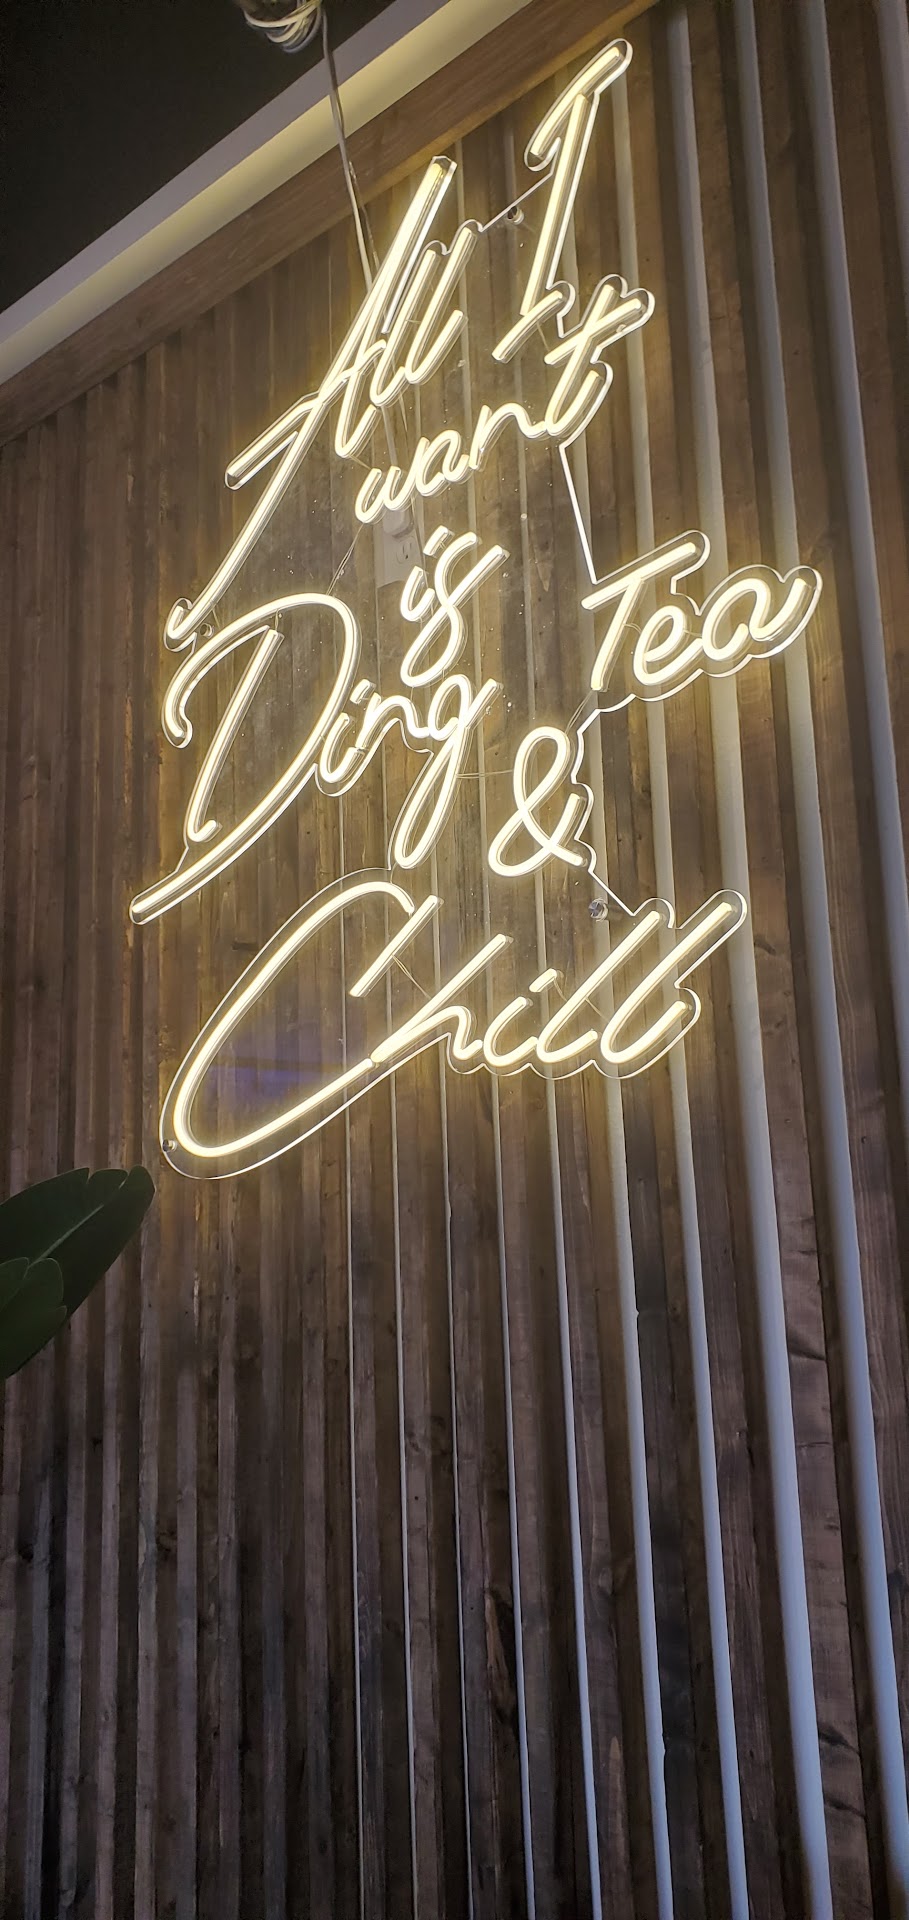 All I
want
is
Ding Tea
&
Chill